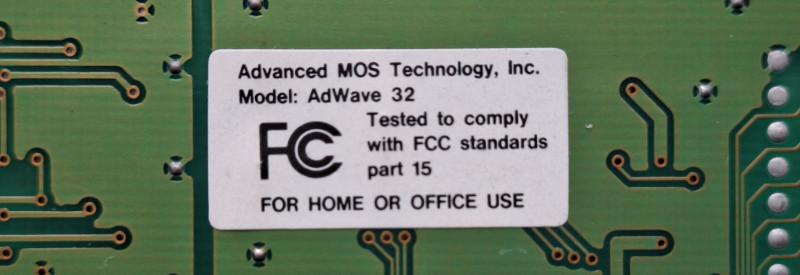 Advanced MOS Technology, Inc.
Model: AdWave 32
FC Tested to comply
with FCC standards
part 15
FOR HOME OR OFFICE USE